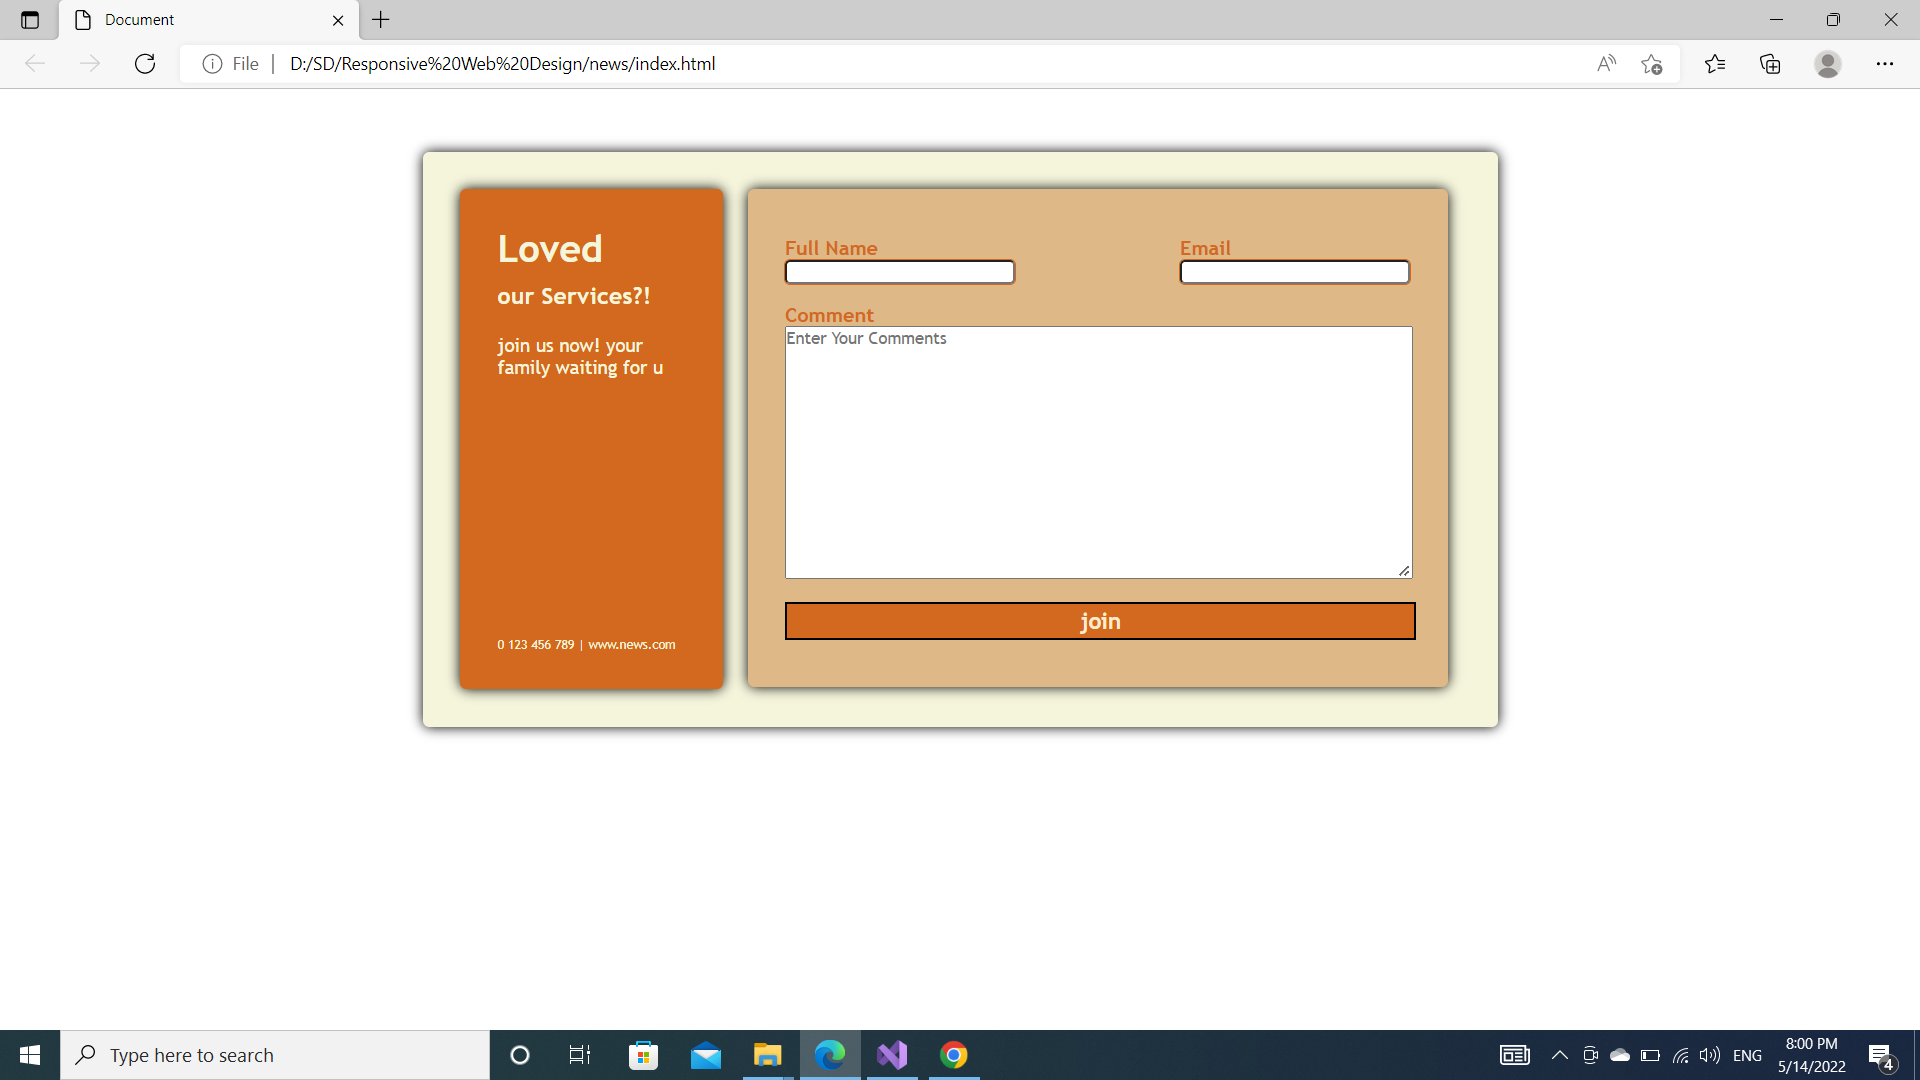 Document
File
D:/SD/Responsive%20Web%20Design/news/index.html
Loved
our Services?!
join us now! your
family waiting for u
0 123 456 789 | www.news.com
Full Name
Email
Comment
Enter Your Comments
join
Type here to search
ENG
8:00 PM
5/14/2022
4